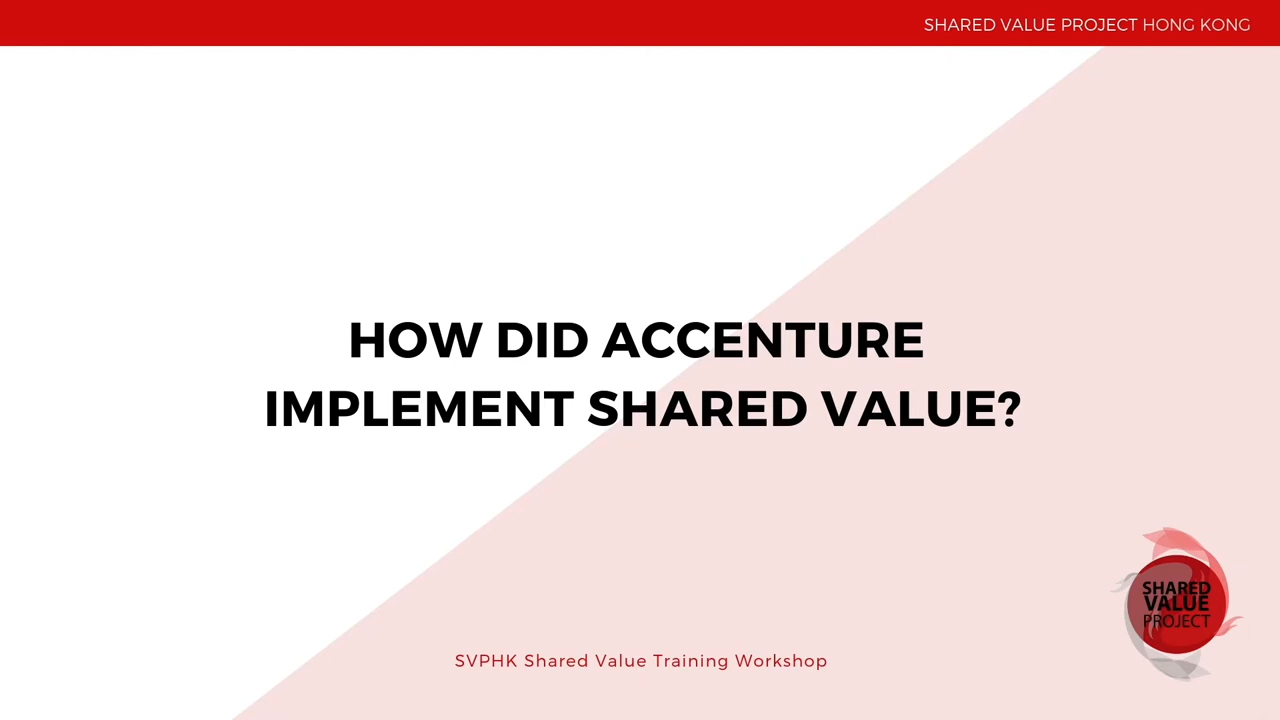 SHARED VALUE PROJECT HONG KONG
HOW DID ACCENTURE
IMPLEMENT SHARED VALUE?
SHARED
VALUE
PROJECT
SVPHK Shared Value Training Workshop